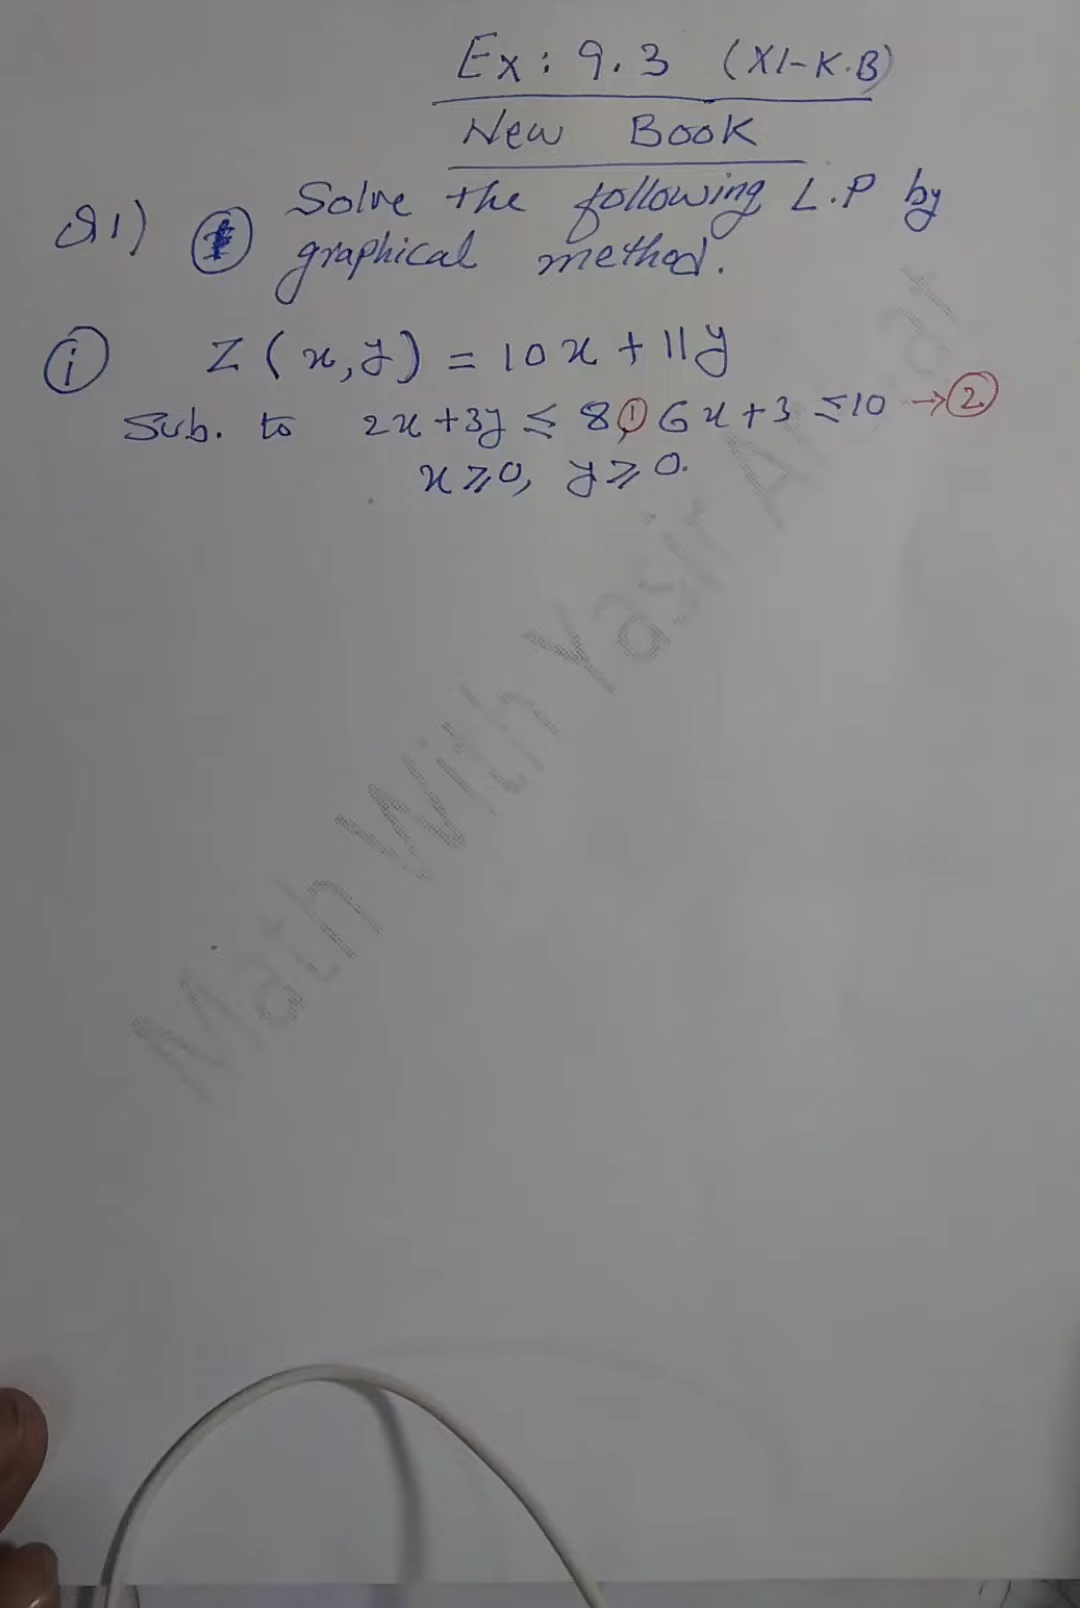 Ex: 9.3 (XI-K.B)
New Book
Q1) Solve the following L.P by
graphical method.
(i) Z(x,y) = 10x + 11y
Sub. to 2x+3y ≤ 8, ① 6x+3 ≤ 10 → ②
x ≥ 0, y ≥ 0.
Math With Yasir Arafat